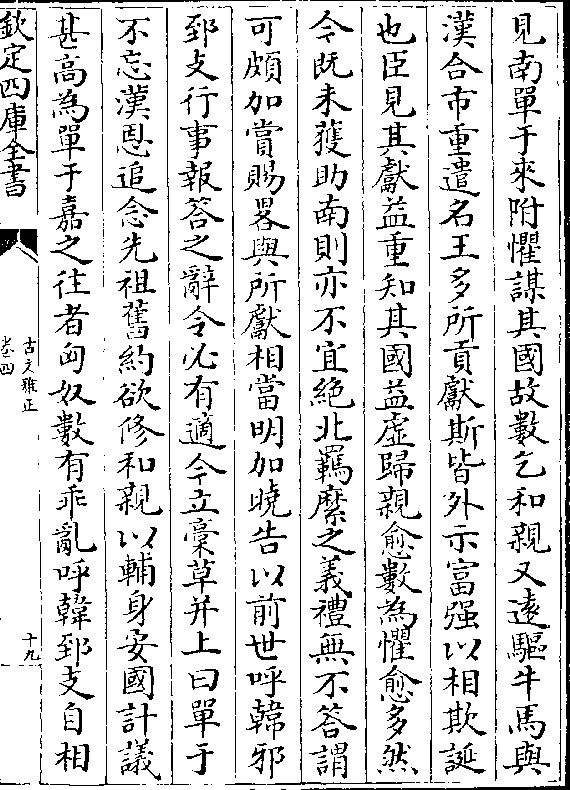 見南單于來附懼謀其國故數乞和親又遠驅牛馬與
漢合市重遣名王多所貢獻斯皆外示富强以相欺誕
也臣見其獻益重知其國益虛歸親愈數為懼愈多然
今既未獲助南則亦不宜絶北羈縻之義禮無不答謂
可頗加賞賜畧與所獻相當明加曉告以前世呼韓邪
郅支行事報答之辭令必有適今立稾草并上曰單于
不忘漢恩追念先祖舊約欲修和親以輔身安國計議
甚高為單于嘉之往者匈奴數有乖亂呼韓郅支自相
欽定四庫全書
古文雅正
卷四
十九